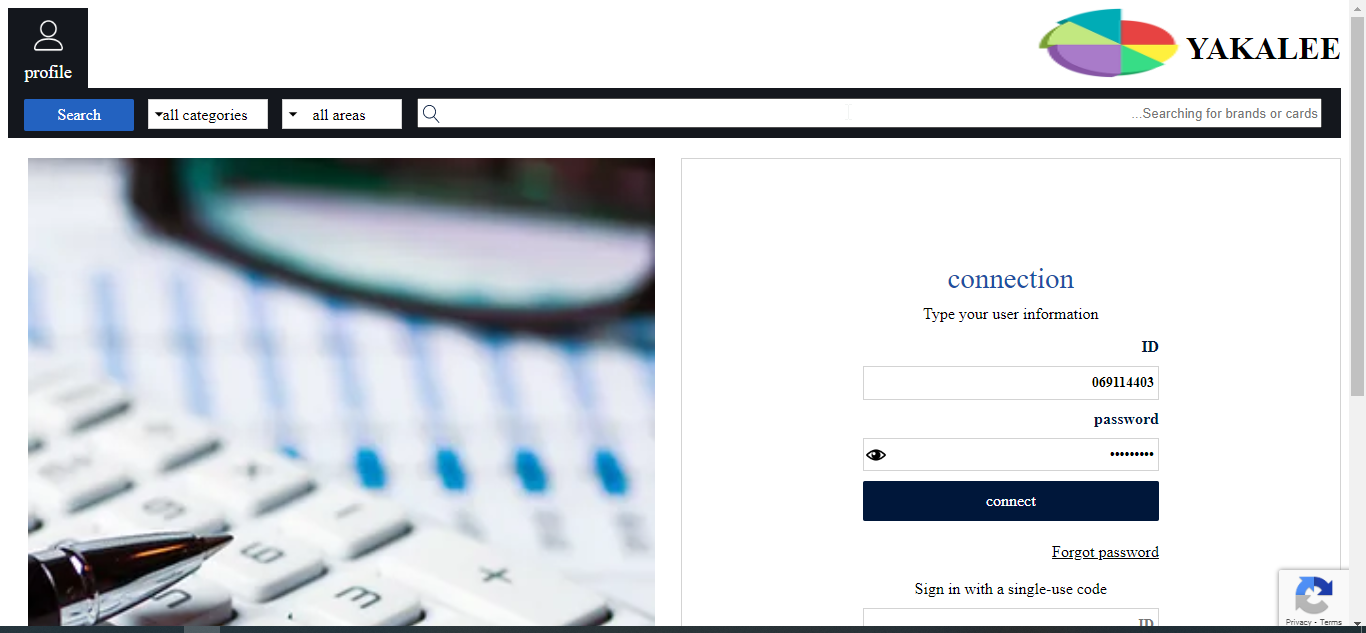 profile
YAKALEE
Search
all categories
all areas
...Searching for brands or cards
connection
Type your user information
ID
069114403
password
•••••••••
connect
Forgot password
Sign in with a single-use code
ID
Privacy - Terms